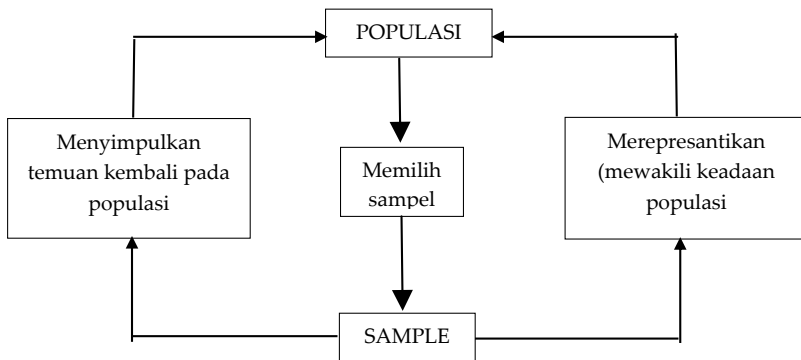 POPULASI
Menyimpulkan
temuan kembali pada
populasi
Memilih
sampel
Merepresantikan
(mewakili keadaan
populasi
SAMPLE